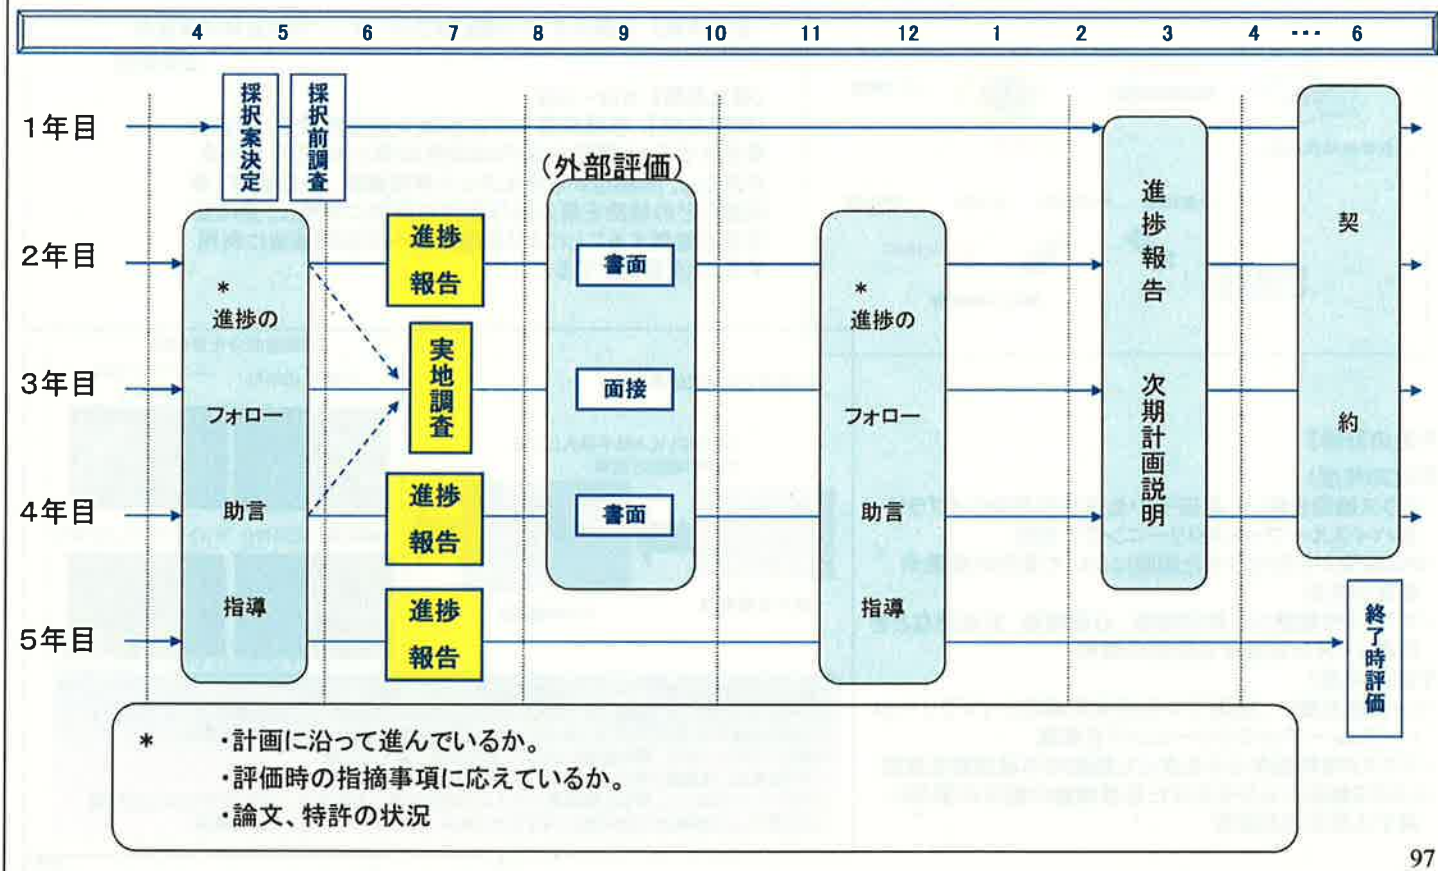 4 5 6 7 8 9 10 11 12 1 2 3 4 ・・・ 6
採択案決定
採択前調査
1年目
(外部評価)
2年目
進捗
報告
書面
*
進捗の
フォロー
助言
指導
実地調査
3年目
面接
4年目
進捗
報告
書面
5年目
進捗
報告
*
進捗の
フォロー
助言
指導
進捗報告
次期計画説明
契
約
終了時評価
* ・計画に沿って進んでいるか。
・評価時の指摘事項に応えているか。
・論文、特許の状況
97